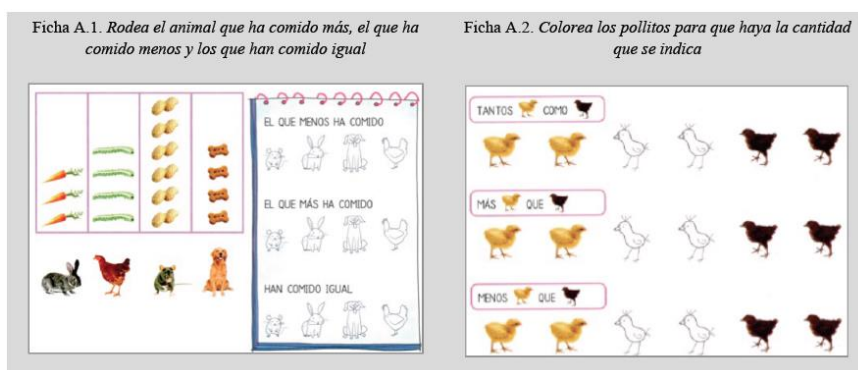 Ficha A.1. Rodea el animal que ha comido más, el que ha
comido menos y los que han comido igual
EL QUE MENOS HA COMIDO
EL QUE MÁS HA COMIDO
HAN COMIDO IGUAL
Ficha A.2. Colorea los pollitos para que haya la cantidad
que se indica
TANTOS COMO
MÁS QUE
MENOS QUE